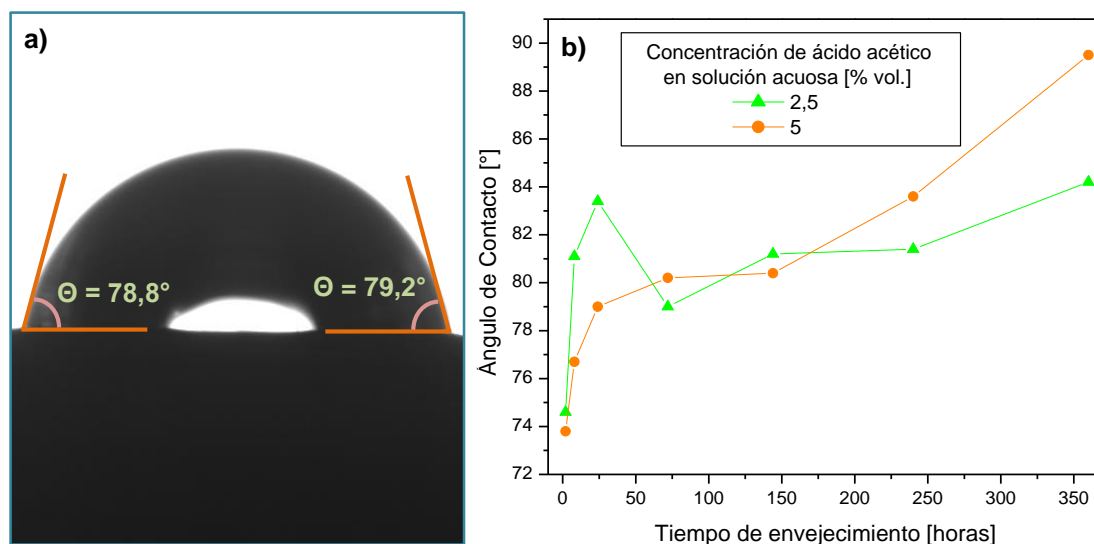 a)
Θ = 78,8°
Θ = 79,2°
b)
Concentración de ácido acético
en solución acuosa [% vol.]
2,5
5
Ángulo de Contacto [°]
90
88
86
84
82
80
78
76
74
72
0
50
100
150
200
250
300
350
Tiempo de envejecimiento [horas]